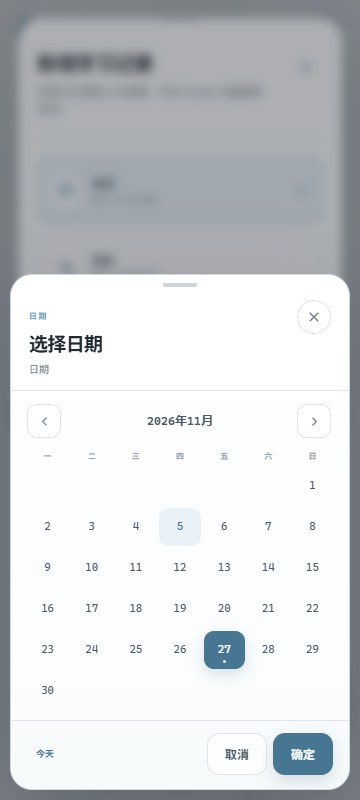 日期
选择日期
日期
2026年11月
一 二 三 四 五 六 日
1
2 3 4 5 6 7 8
9 10 11 12 13 14 15
16 17 18 19 20 21 22
23 24 25 26 27 28 29
30
今天 取消 确定